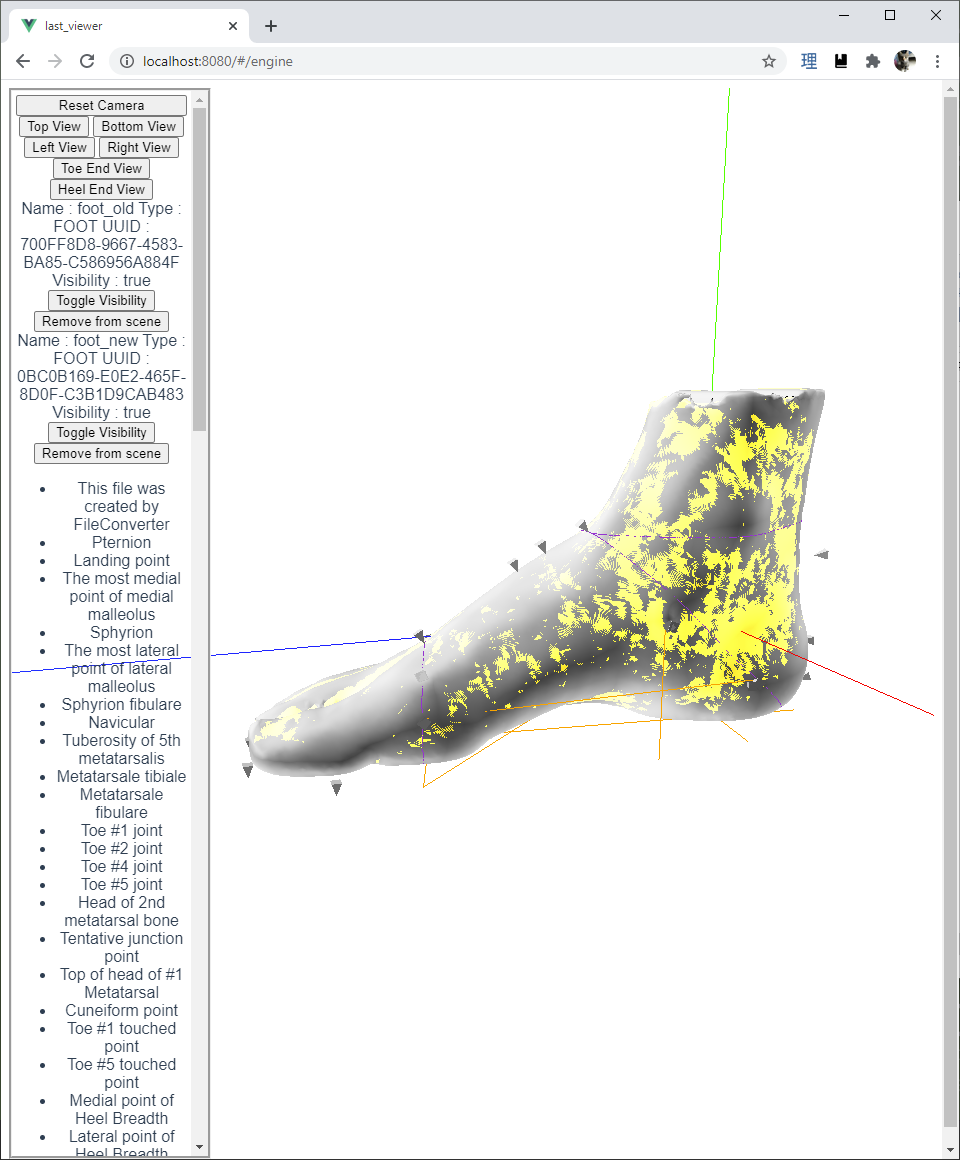 last_viewer
localhost:8080/#/engine
理
Reset Camera
Top View Bottom View
Left View Right View
Toe End View
Heel End View
Name : foot_old Type :
FOOT UUID :
700FF8D8-9667-4583-
BA85-C586956A884F
Visibility : true
Toggle Visibility
Remove from scene
Name : foot_new Type :
FOOT UUID :
0BC0B169-E0E2-465F-
8D0F-C3B1D9CAB483
Visibility : true
Toggle Visibility
Remove from scene
This file was
created by
FileConverter
Pternion
Landing point
The most medial
point of medial
malleolus
Sphyrion
The most lateral
point of lateral
malleolus
Sphyrion fibulare
Navicular
Tuberosity of 5th
metatarsalis
Metatarsale tibiale
Metatarsale
fibulare
Toe #1 joint
Toe #2 joint
Toe #4 joint
Toe #5 joint
Head of 2nd
metatarsal bone
Tentative junction
point
Top of head of #1
Metatarsal
Cuneiform point
Toe #1 touched
point
Toe #5 touched
point
Medial point of
Heel Breadth
Lateral point of
Heel Breadth